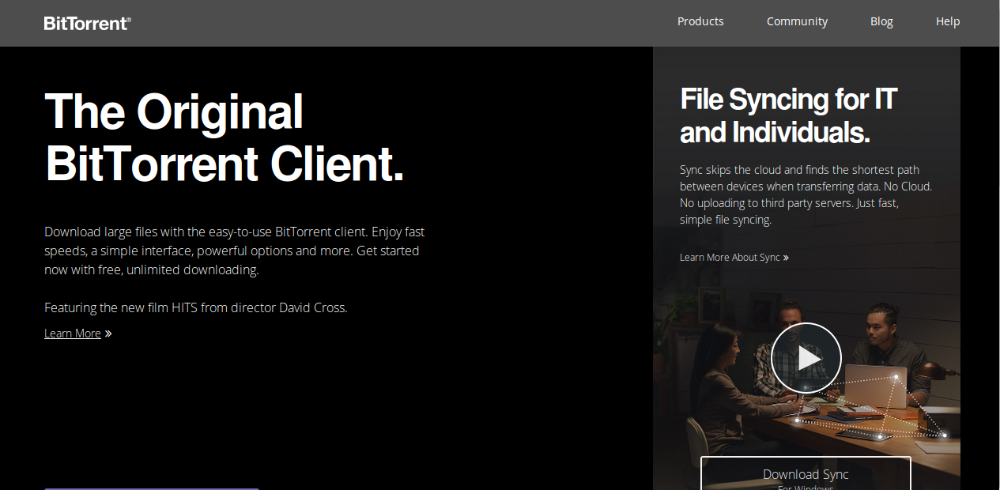 BitTorrent®
Products
Community
Blog
Help
The Original
BitTorrent Client.
Download large files with the easy-to-use BitTorrent client. Enjoy fast
speeds, a simple interface, powerful options and more. Get started
now with free, unlimited downloading.
Featuring the new film HITS from director David Cross.
Learn More »
File Syncing for IT
and Individuals.
Sync skips the cloud and finds the shortest path
between devices when transferring data. No Cloud.
No uploading to third party servers. Just fast,
simple file syncing.
Learn More About Sync »
Download Sync
For Windows